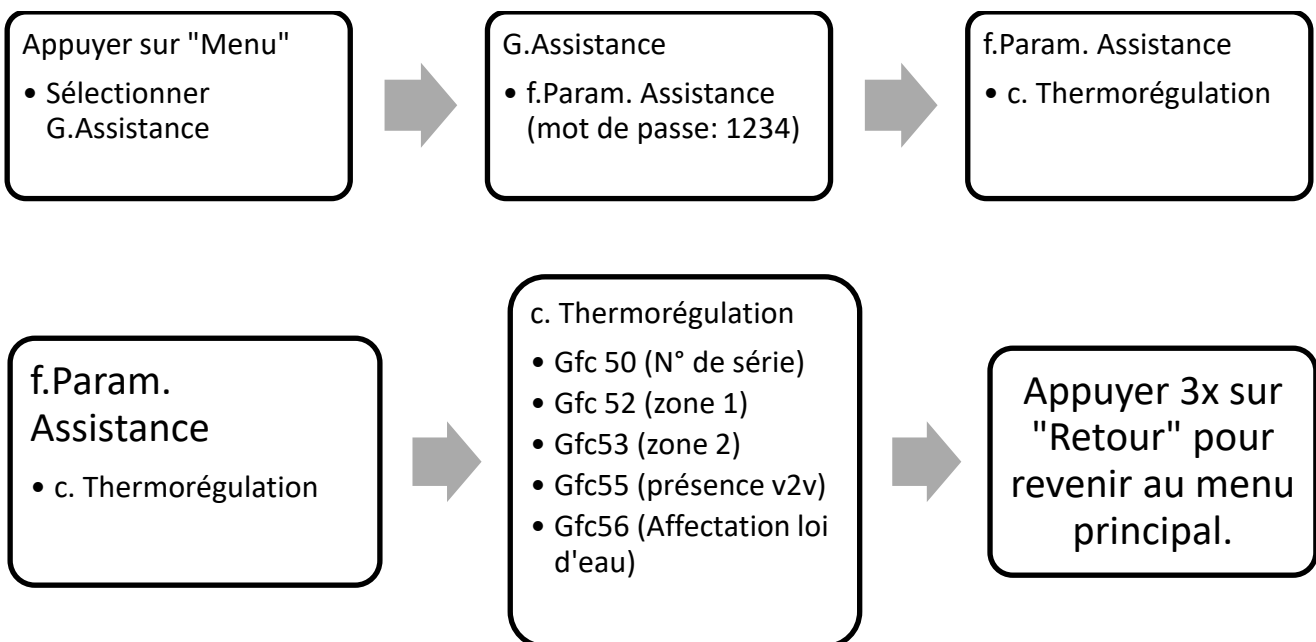 Appuyer sur "Menu"
• Sélectionner
G.Assistance
G.Assistance
• f.Param. Assistance
(mot de passe: 1234)
f.Param. Assistance
• c. Thermorégulation
f.Param.
Assistance
• c. Thermorégulation
c. Thermorégulation
• Gfc 50 (N° de série)
• Gfc 52 (zone 1)
• Gfc53 (zone 2)
• Gfc55 (présence v2v)
• Gfc56 (Affectation loi
d'eau)
Appuyer 3x sur
"Retour" pour
revenir au menu
principal.